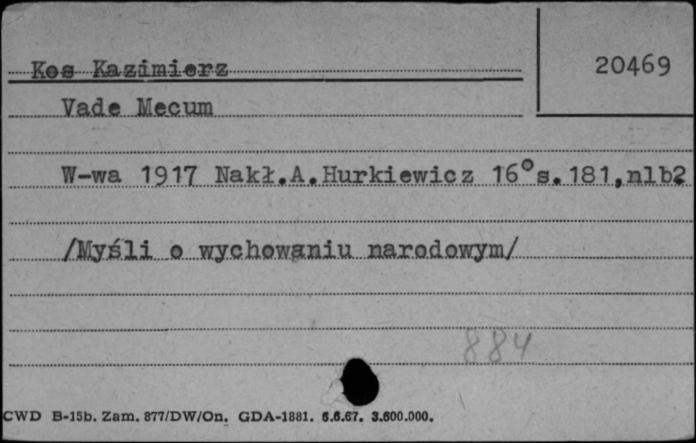 Kos Kazimierz
20469
Vade Mecum
W-wa 1917 Nakł.A.Hurkiewicz 16° s.181,nlb2
/Myśli o wychowaniu narodowym/
884
CWD B-15b. Zam. 877/DW/On. GDA-1881. 6.6.67. 3.600.000.